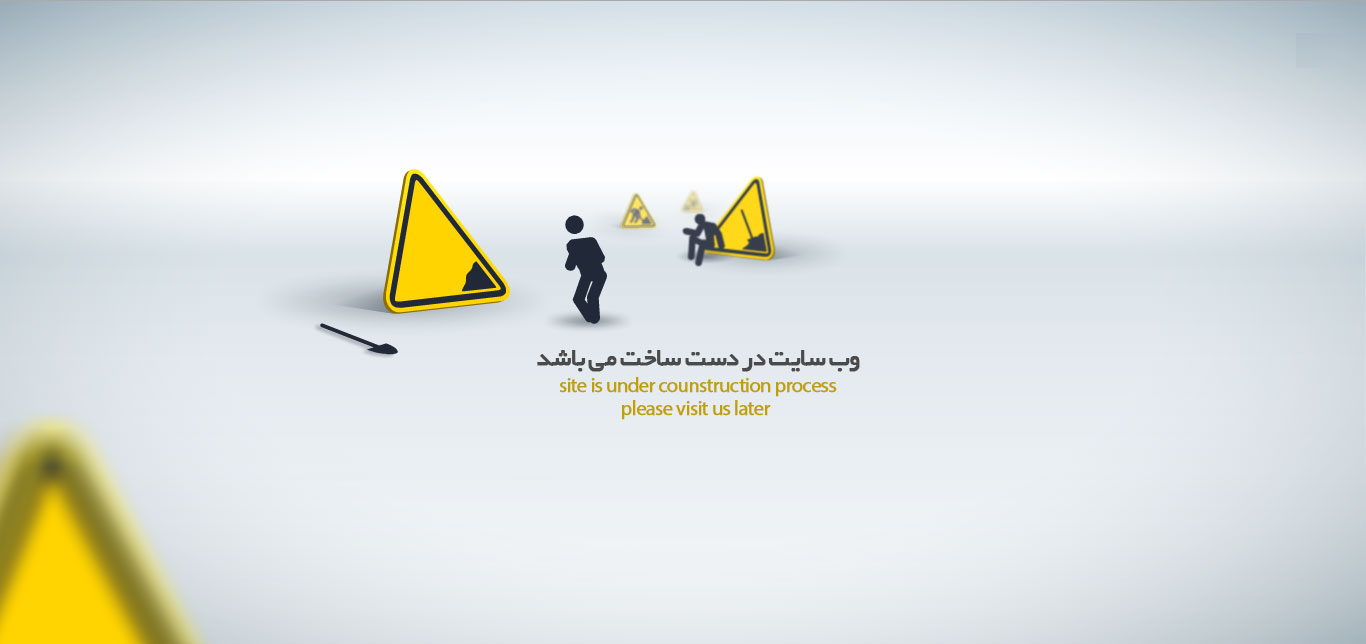 وب سایت در دست ساخت می باشد
site is under counstruction process
please visit us later